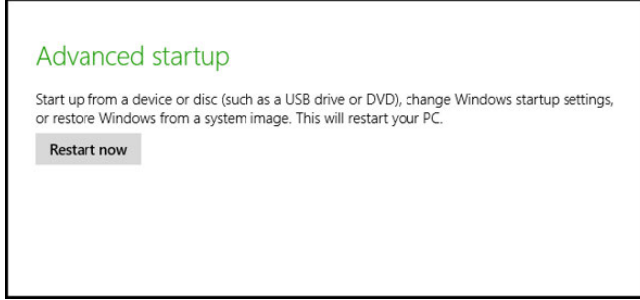 Advanced startup
Start up from a device or disc (such as a USB drive or DVD), change Windows startup settings,
or restore Windows from a system image. This will restart your PC.
Restart now